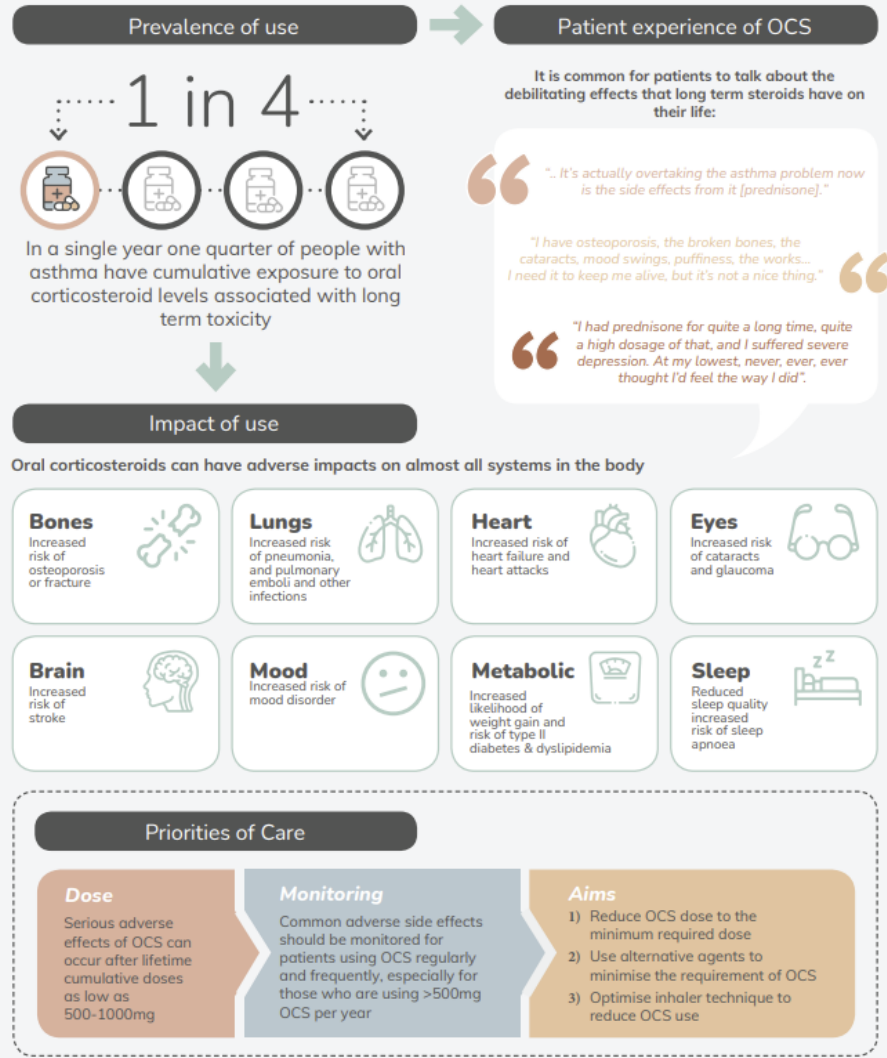 Prevalence of use
1 in 4
In a single year one quarter of people with
asthma have cumulative exposure to oral
corticosteroid levels associated with long
term toxicity
Patient experience of OCS
It is common for patients to talk about the
debilitating effects that long term steroids have on
their life:
“.. It’s actually overtaking the asthma problem now
is the side effects from it [prednisone].”
“I have osteoporosis, the broken bones, the
cataracts, mood swings, puffiness, the works...
I need it to keep me alive, but it’s not a nice thing.”
“I had prednisone for quite a long time, quite
a high dosage of that, and I suffered severe
depression. At my lowest, never, ever, ever
thought I’d feel the way I did”.
Impact of use
Oral corticosteroids can have adverse impacts on almost all systems in the body
Bones
Increased
risk of
osteoporosis
or fracture
Lungs
Increased risk
of pneumonia,
and pulmonary
emboli and other
infections
Heart
Increased risk of
heart failure and
heart attacks
Eyes
Increased risk
of cataracts
and glaucoma
Brain
Increased
risk of
stroke
Mood
Increased risk of
mood disorder
Metabolic
Increased
likelihood of
weight gain and
risk of type II
diabetes & dyslipidemia
Sleep
Reduced
sleep quality
increased
risk of sleep
apnoea
z z
Priorities of Care
Dose
Serious adverse
effects of OCS can
occur after lifetime
cumulative doses
as low as
500-1000mg
Monitoring
Common adverse side effects
should be monitored for
patients using OCS regularly
and frequently, especially for
those who are using >500mg
OCS per year
Aims
1) Reduce OCS dose to the
minimum required dose
2) Use alternative agents to
minimise the requirement of OCS
3) Optimise inhaler technique to
reduce OCS use